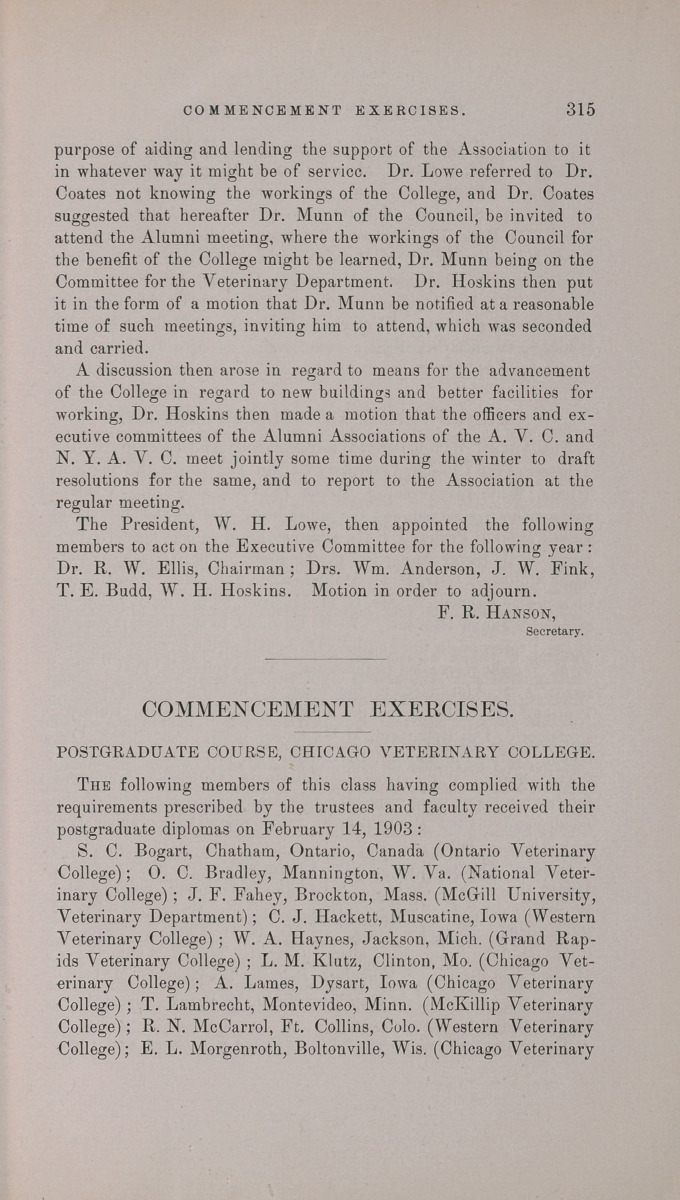 COMMENCEMENT EXERCISES. 315
purpose of aiding and lending the support of the Association to it
in whatever way it might be of service. Dr. Lowe referred to Dr.
Coates not knowing the workings of the College, and Dr. Coates
suggested that hereafter Dr. Munn of the Council, be invited to
attend the Alumni meeting, where the workings of the Council for
the benefit of the College might be learned, Dr. Munn being on the
Committee for the Veterinary Department. Dr. Hoskins then put
it in the form of a motion that Dr. Munn be notified at a reasonable
time of such meetings, inviting him to attend, which was seconded
and carried.
A discussion then arose in regard to means for the advancement
of the College in regard to new buildings and better facilities for
working, Dr. Hoskins then made a motion that the officers and ex-
ecutive committees of the Alumni Associations of the A. V. C. and
N. Y. A. V. C. meet jointly some time during the winter to draft
resolutions for the same, and to report to the Association at the
regular meeting.
The President, W. H. Lowe, then appointed the following
members to act on the Executive Committee for the following year :
Dr. R. W. Ellis, Chairman ; Drs. Wm. Anderson, J. W. Fink,
T. E. Budd, W. H. Hoskins. Motion in order to adjourn.
F. R. HANSON,
Secretary.
COMMENCEMENT EXERCISES.
POSTGRADUATE COURSE, CHICAGO VETERINARY COLLEGE.
THE following members of this class having complied with the
requirements prescribed by the trustees and faculty received their
postgraduate diplomas on February 14, 1903 :
S. C. Bogart, Chatham, Ontario, Canada (Ontario Veterinary
College) ; O. C. Bradley, Mannington, W. Va. (National Veter-
inary College) ; J. F. Fahey, Brockton, Mass. (McGill University,
Veterinary Department) ; C. J. Hackett, Muscatine, Iowa (Western
Veterinary College) ; W. A. Haynes, Jackson, Mich. (Grand Rap-
ids Veterinary College) ; L. M. Klutz, Clinton, Mo. (Chicago Vet-
erinary College) ; A. Lames, Dysart, Iowa (Chicago Veterinary
College) ; T. Lambrecht, Montevideo, Minn. (McKillip Veterinary
College) ; R. N. McCarrol, Ft. Collins, Colo. (Western Veterinary
College) ; E. L. Morgenroth, Boltonville, Wis. (Chicago Veterinary